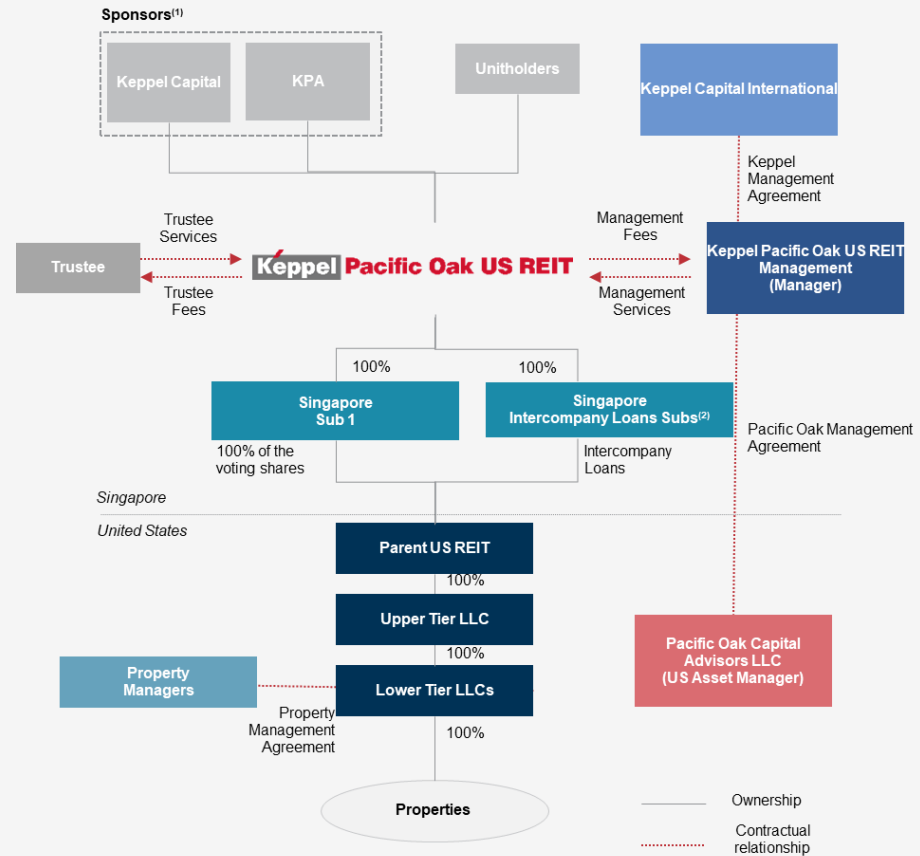 Sponsors(1)
Keppel Capital
KPA
Unitholders
Keppel Capital International
Keppel
Management
Agreement
Trustee
Services
Management
Fees
Trustee
Keppel Pacific Oak US REIT
Keppel Pacific Oak US REIT
Management
(Manager)
Trustee
Fees
Management
Services
100%
100%
Singapore
Sub 1
Singapore
Intercompany Loans Subs(2)
100% of the
voting shares
Intercompany
Loans
Pacific Oak Management
Agreement
Singapore
United States
Parent US REIT
100%
Upper Tier LLC
100%
Pacific Oak Capital
Advisors LLC
(US Asset Manager)
Property
Managers
Lower Tier LLCs
Property
Management
Agreement
100%
Properties
Ownership
Contractual
relationship